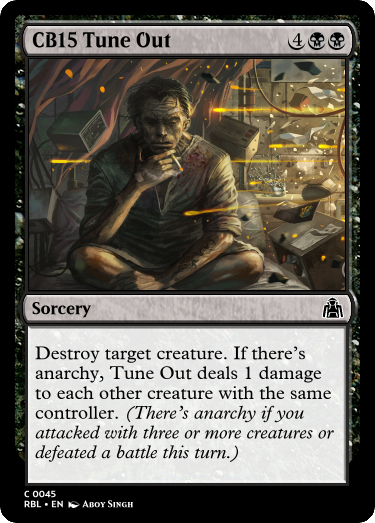 CB15 Tune Out 4
Sorcery
Destroy target creature. If there's
anarchy, Tune Out deals 1 damage
to each other creature with the same
controller. (There's anarchy if you
attacked with three or more creatures or
defeated a battle this turn.)
C 0045
RBL • EN Aboy Singh